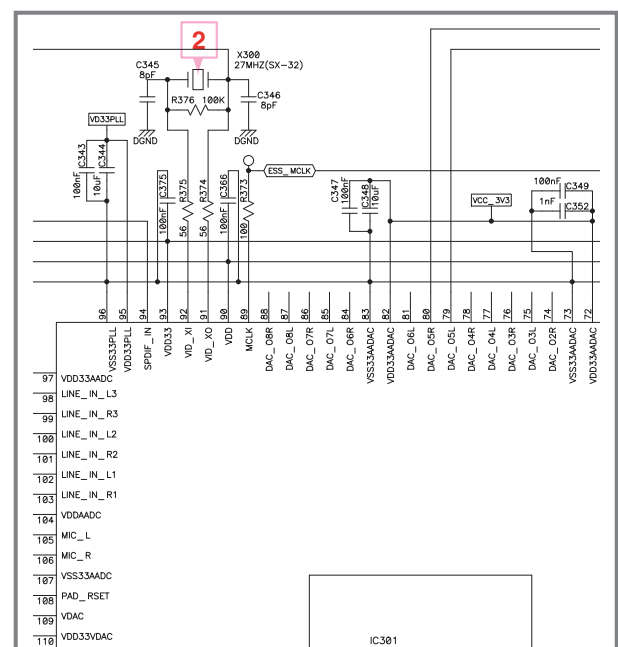 2
X300
27MHZ(SX-32)
C345
8pF
R376 100K
C346
8pF
DGND
DGND
VD33PLL
C343
100nF
C344
10uF
C375
100nF
R375
56
R374
56
C366
100nF
R373
100
ESS_MCLK
C347
100nF
C348
10uF
VCC_3V3
100nF C349
1nF C352
96 VSS33PLL
95 VDD33PLL
94 SPDIF_IN
93 VDD33
92 VID_XI
91 VID_XO
90 VDD
89 MCLK
88 DAC_O8R
87 DAC_O8L
86 DAC_O7R
85 DAC_O7L
84 DAC_O6R
83 VSS33AADAC
82 VDD33AADAC
81 DAC_O6L
80 DAC_O5R
79 DAC_O5L
78 DAC_O4R
77 DAC_O4L
76 DAC_O3R
75 DAC_O3L
74 DAC_O2R
73 VSS33AADAC
72 VDD33AADAC
97 VDD33AADC
98 LINE_IN_L3
99 LINE_IN_R3
100 LINE_IN_L2
101 LINE_IN_R2
102 LINE_IN_L1
103 LINE_IN_R1
104 VDDAADC
105 MIC_L
106 MIC_R
107 VSS33AADC
108 PAD_RSET
109 VDAC
110 VDD33VDAC
IC301